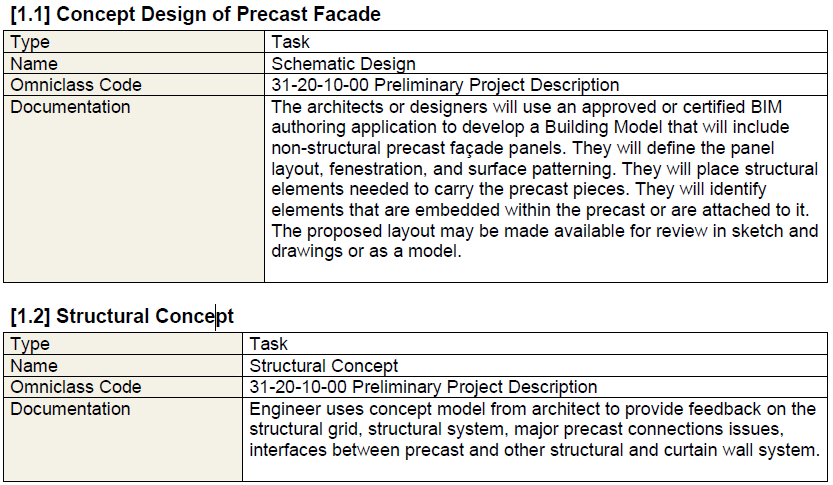 [1.1] Concept Design of Precast Facade
Type Task
Name Schematic Design
Omniclass Code 31-20-10-00 Preliminary Project Description
Documentation The architects or designers will use an approved or certified BIM
authoring application to develop a Building Model that will include
non-structural precast façade panels. They will define the panel
layout, fenestration, and surface patterning. They will place structural
elements needed to carry the precast pieces. They will identify
elements that are embedded within the precast or are attached to it.
The proposed layout may be made available for review in sketch and
drawings or as a model.
[1.2] Structural Concept
Type Task
Name Structural Concept
Omniclass Code 31-20-10-00 Preliminary Project Description
Documentation Engineer uses concept model from architect to provide feedback on the
structural grid, structural system, major precast connections issues,
interfaces between precast and other structural and curtain wall system.